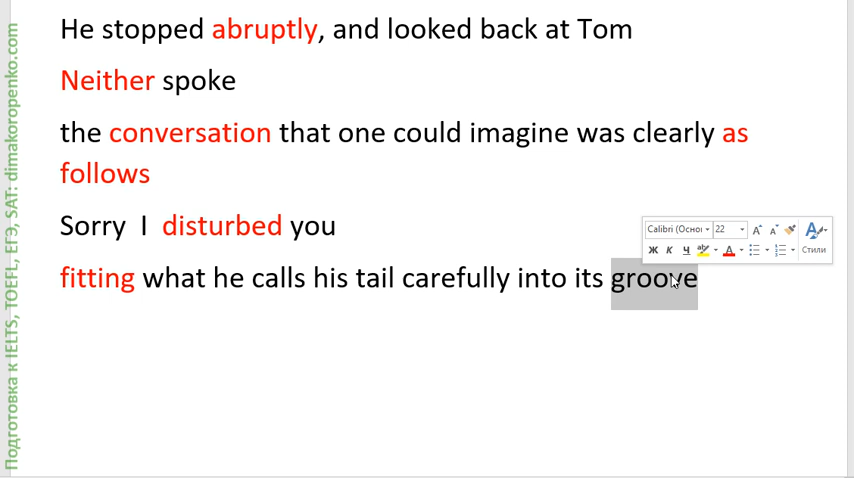 He stopped abruptly, and looked back at Tom
Neither spoke
the conversation that one could imagine was clearly as
follows
Sorry I disturbed you
fitting what he calls his tail carefully into its groove
Calibri (Осно 22
Ж К Ч aby А Стили
Подготовка к IELTS, TOEFL, ЕГЭ, SAT: dimakoropenko.com